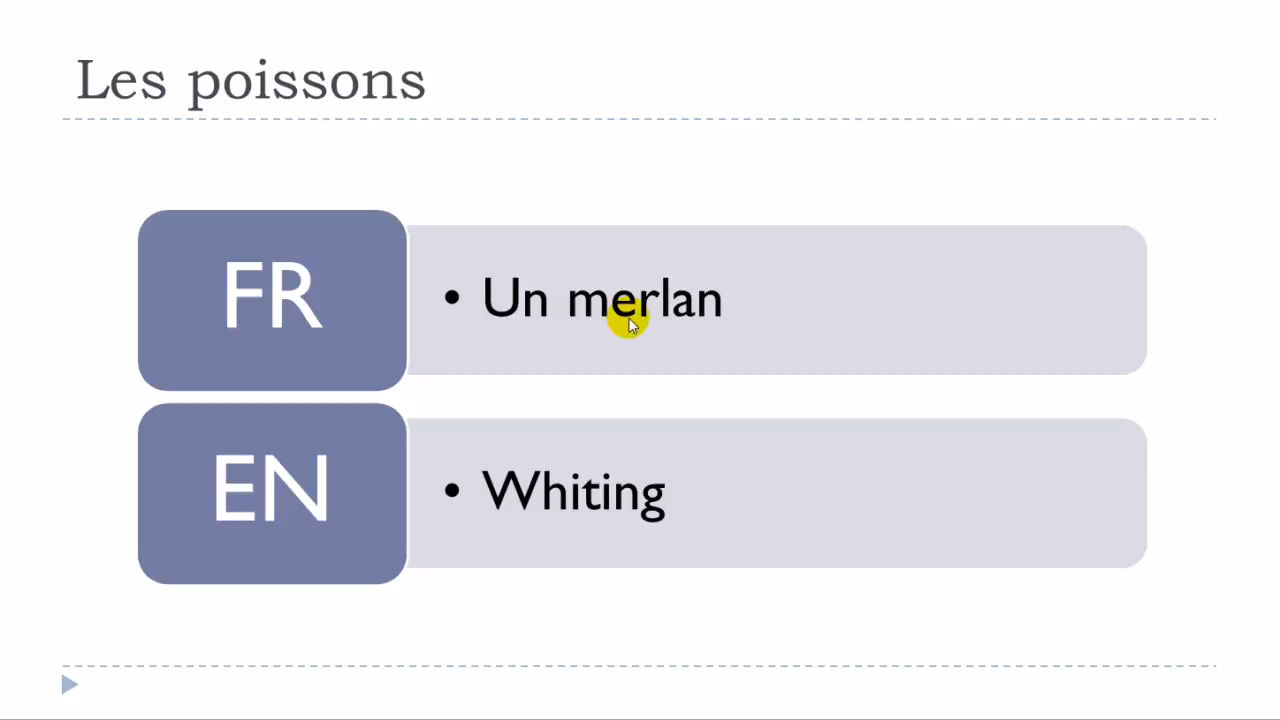 Les poissons
FR
• Un merlan
EN
• Whiting